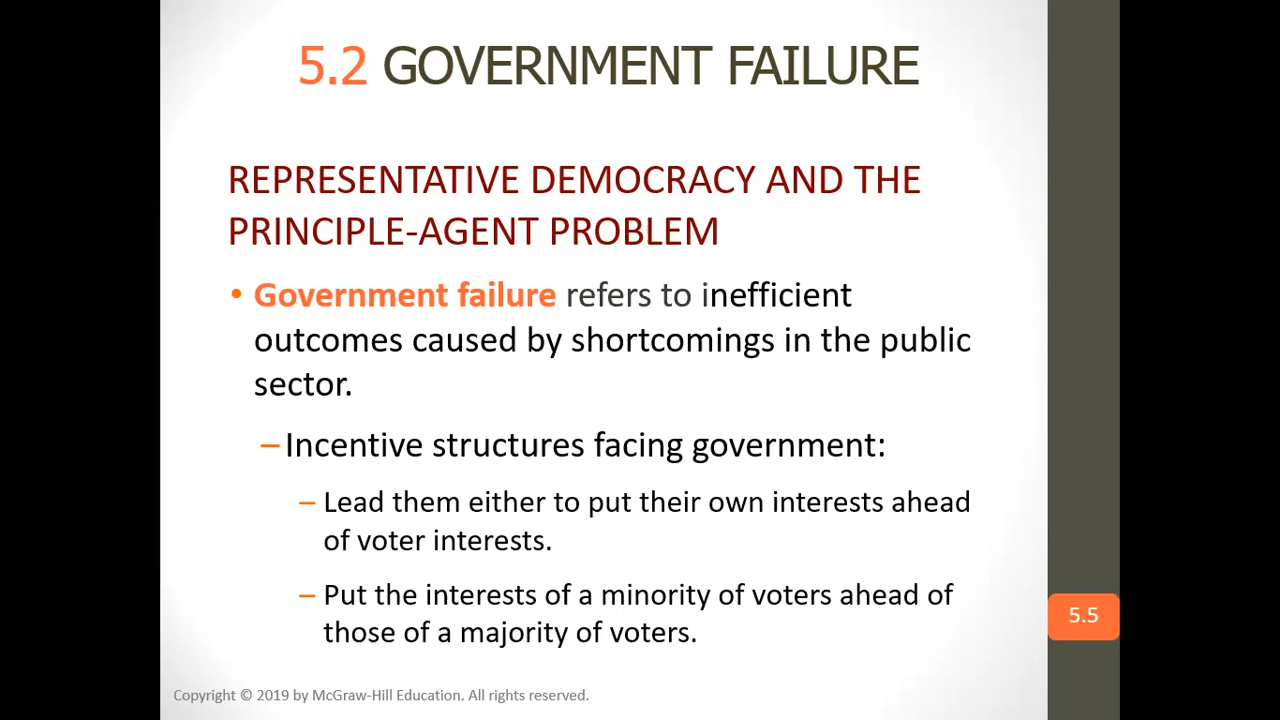 5.2 GOVERNMENT FAILURE
REPRESENTATIVE DEMOCRACY AND THE
PRINCIPLE-AGENT PROBLEM
• Government failure refers to inefficient
outcomes caused by shortcomings in the public
sector.
– Incentive structures facing government:
– Lead them either to put their own interests ahead
of voter interests.
– Put the interests of a minority of voters ahead of
those of a majority of voters.
5.5
Copyright © 2019 by McGraw-Hill Education. All rights reserved.